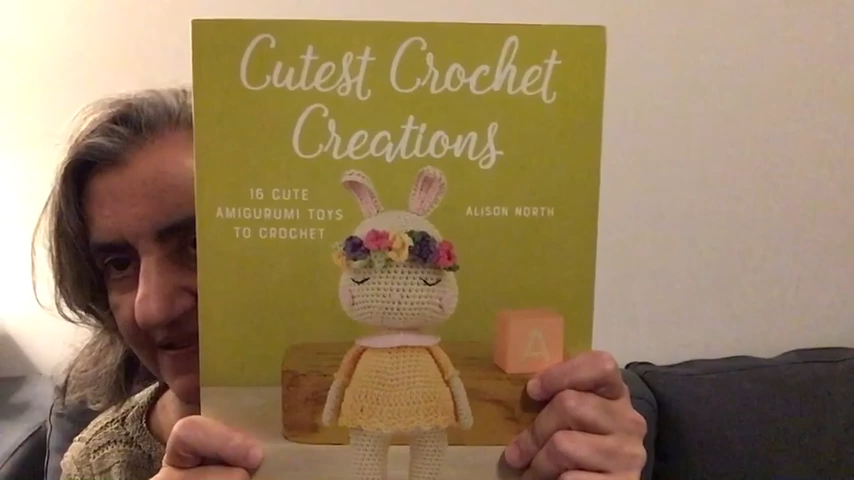 Cutest Crochet
Creations
16 CUTE
AMIGURUMI TOYS
TO CROCHET
ALISON NORTH
A